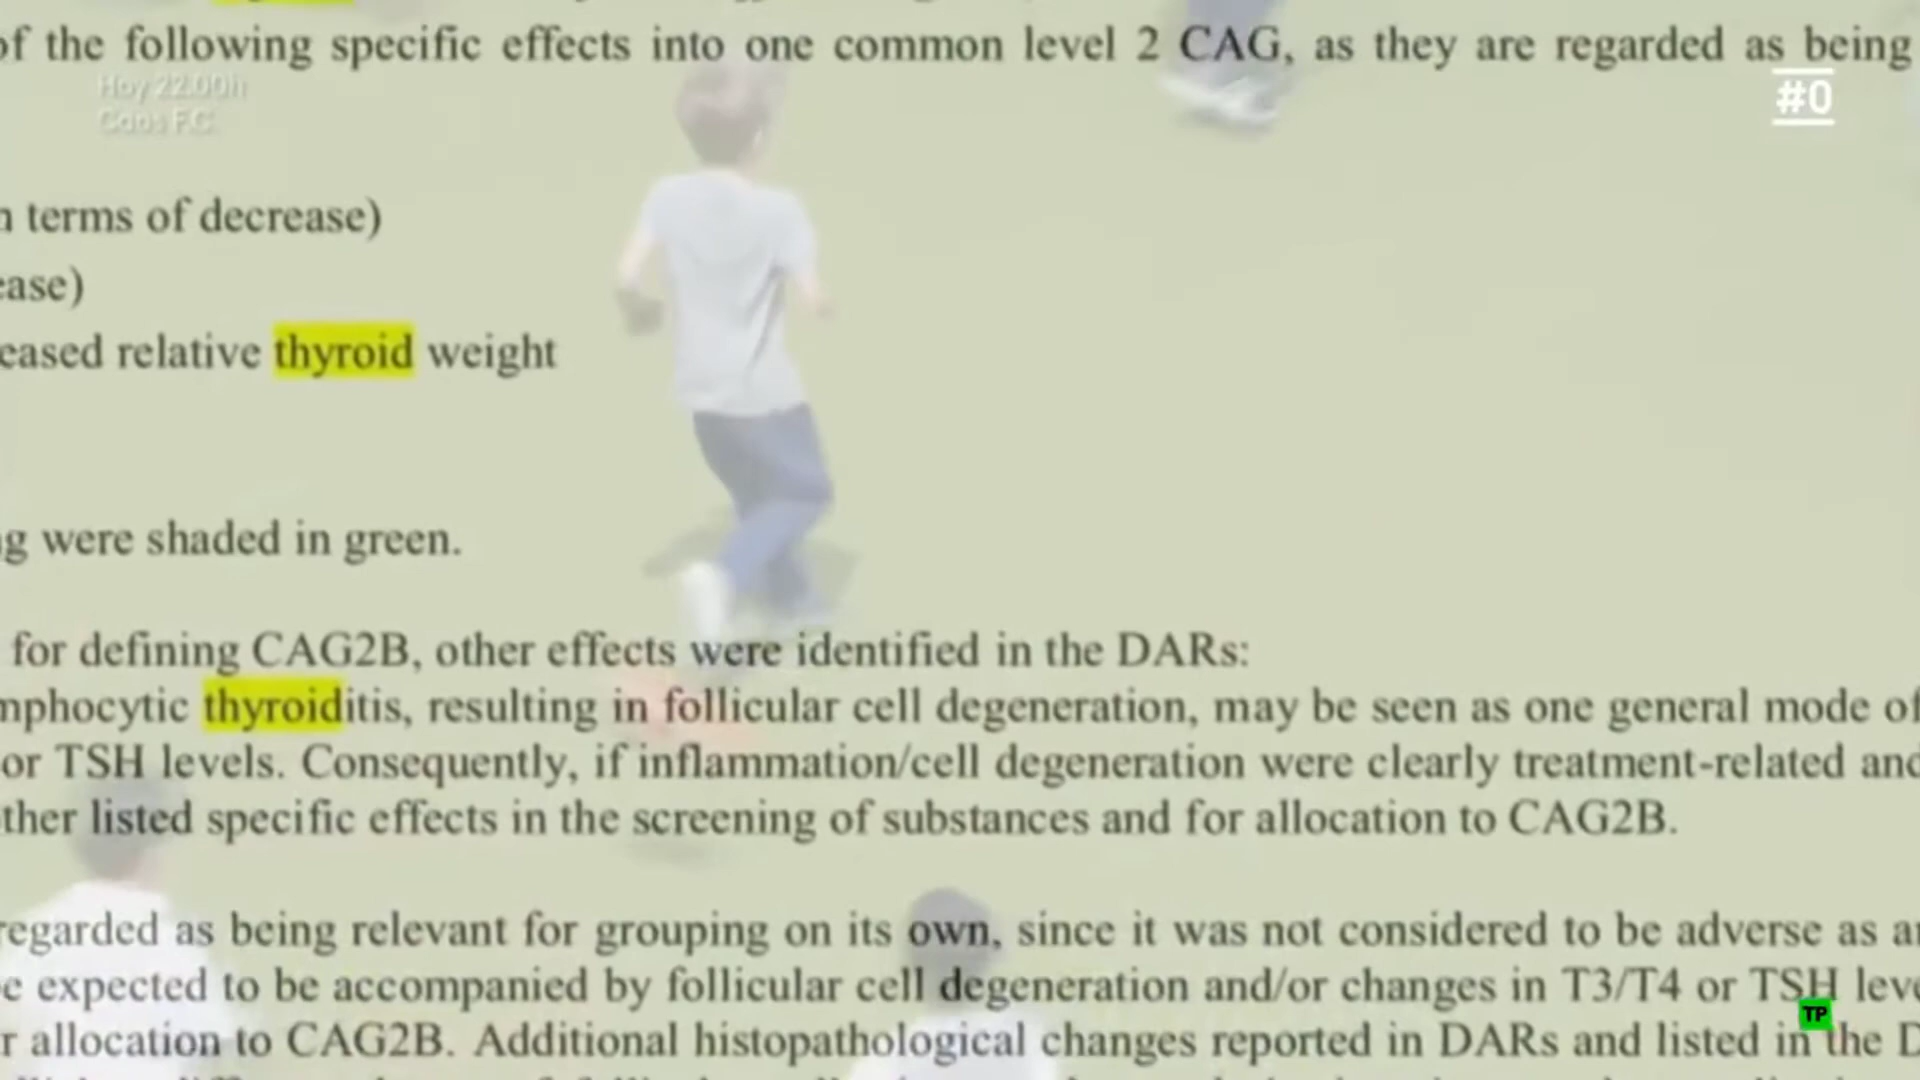 of the following specific effects into one common level 2 CAG, as they are regarded as being
Hoy 22.00h
#0
Caos F.C.
terms of decrease)
relative thyroid weight
were shaded in green.
for defining CAG2B, other effects were identified in the DARs:
thyroiditis, resulting in follicular cell degeneration, may be seen as one general mode of
or TSH levels. Consequently, if inflammation/cell degeneration were clearly treatment-related and
listed specific effects in the screening of substances and for allocation to CAG2B.
regarded as being relevant for grouping on its own, since it was not considered to be adverse as
expected to be accompanied by follicular cell degeneration and/or changes in T3/T4 or TSH
TP
allocation to CAG2B. Additional histopathological changes reported in DARs and listed in the